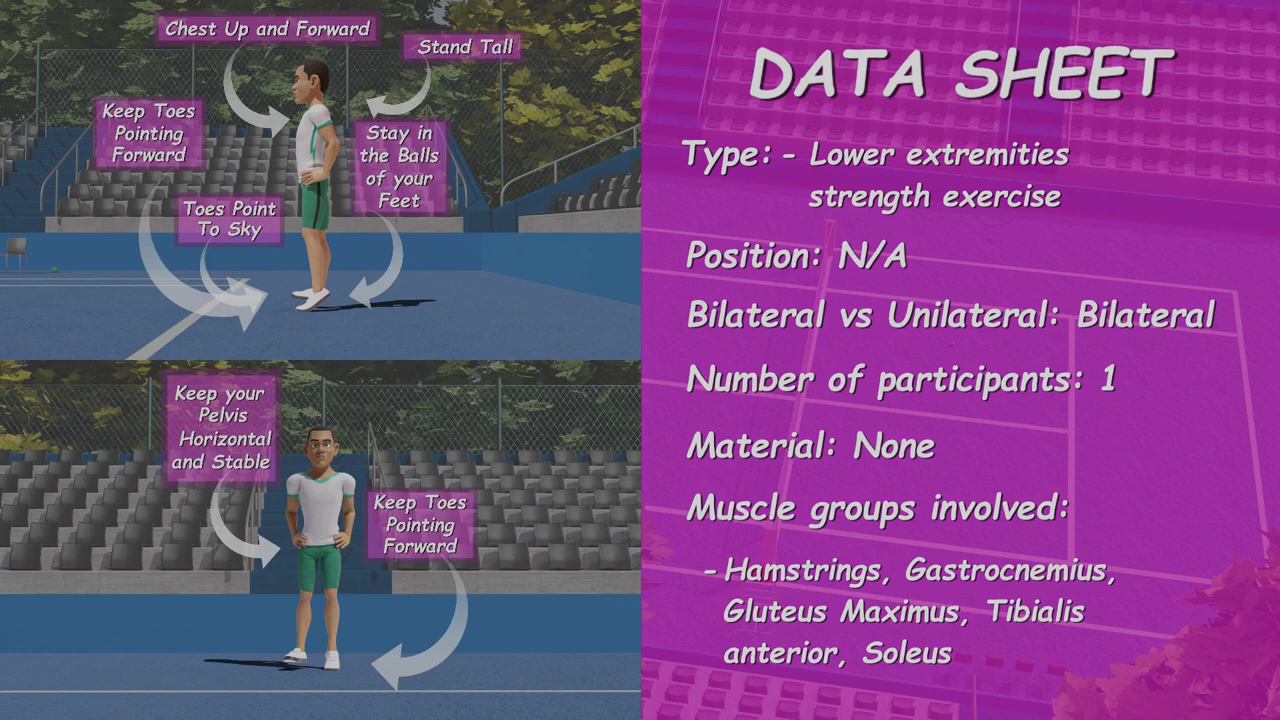 Chest Up and Forward
Stand Tall
Keep Toes
Pointing
Forward
Stay in
the Balls
of your
Feet
Toes Point
To Sky
Keep your
Pelvis
Horizontal
and Stable
Keep Toes
Pointing
Forward
DATA SHEET
Type: - Lower extremities
strength exercise
Position: N/A
Bilateral vs Unilateral: Bilateral
Number of participants: 1
Material: None
Muscle groups involved:
- Hamstrings, Gastrocnemius,
Gluteus Maximus, Tibialis
anterior, Soleus